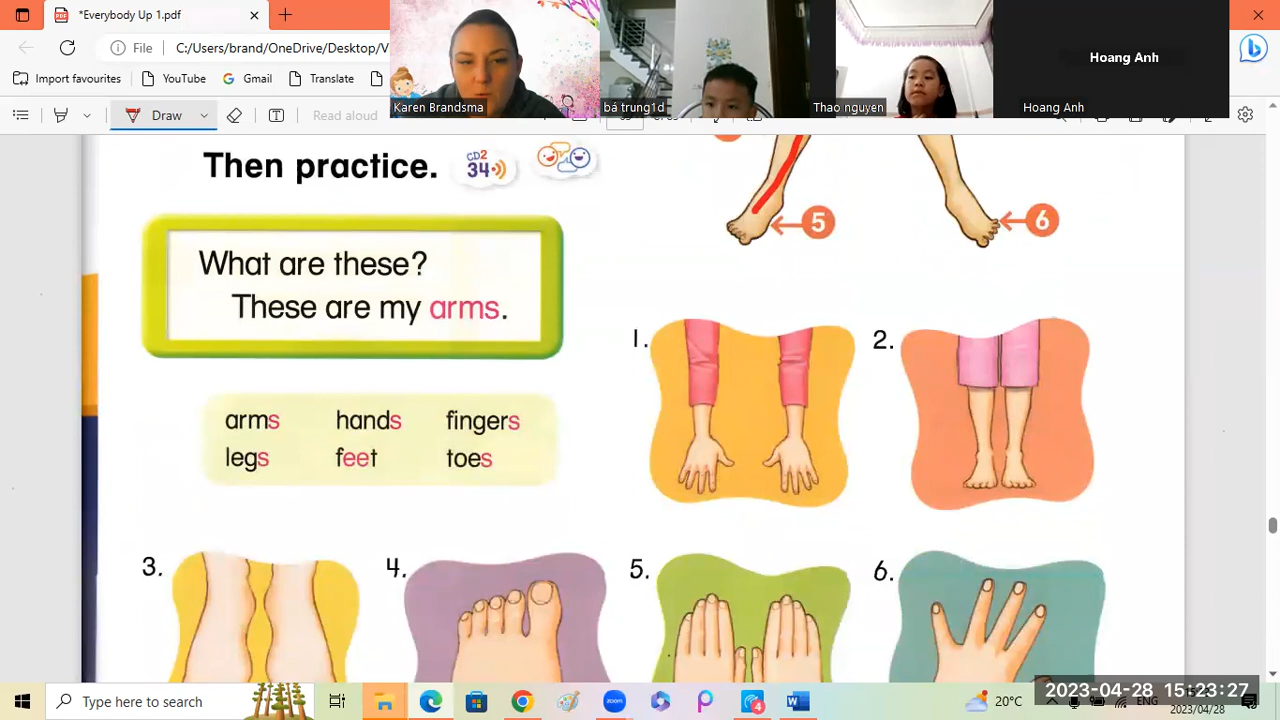 *Everybody Up 1.pdf
File
C:/Users/brand/OneDrive/Desktop/V
Import favourites
YouTube
Gmail
Translate
Karen Brandsma
bá trung1d
Thao nguyen
Hoang Anh
Hoang Anh
Draw
Read aloud
Then practice.
CD2
34
5
6
What are these?
These are my arms.
arms hands fingers
legs feet toes
1.
2.
3.
4.
5.
6.
Type here to search
4
20°C
ENG
2023-04-28 15:23:27
2023/04/28